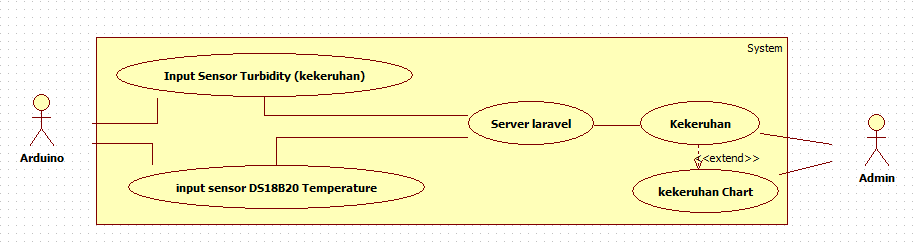 System
Input Sensor Turbidity (kekeruhan)
Server laravel
Kekeruhan
Arduino
<<extend>>
input sensor DS18B20 Temperature
kekeruhan Chart
Admin